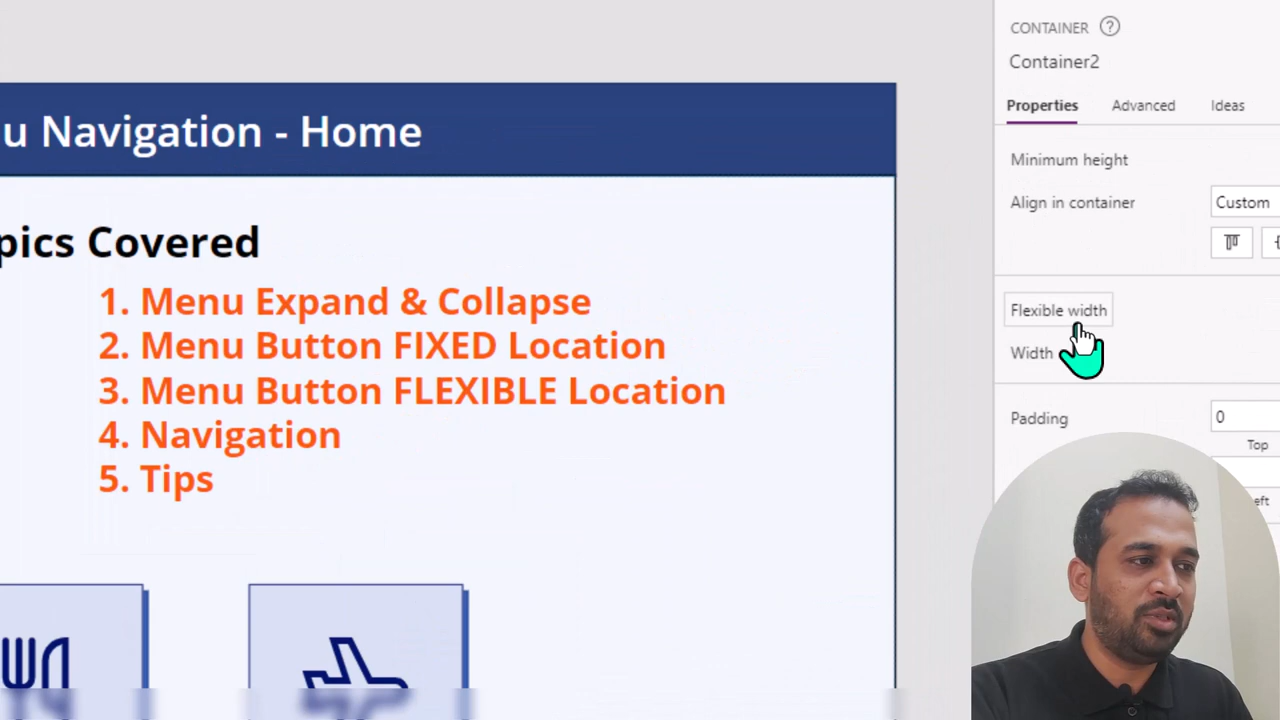 u Navigation - Home
pics Covered
1. Menu Expand & Collapse
2. Menu Button FIXED Location
3. Menu Button FLEXIBLE Location
4. Navigation
5. Tips
CONTAINER ?
Container2
Properties Advanced Ideas
Minimum height
Align in container Custom
Flexible width
Width
Padding 0
Top
eft